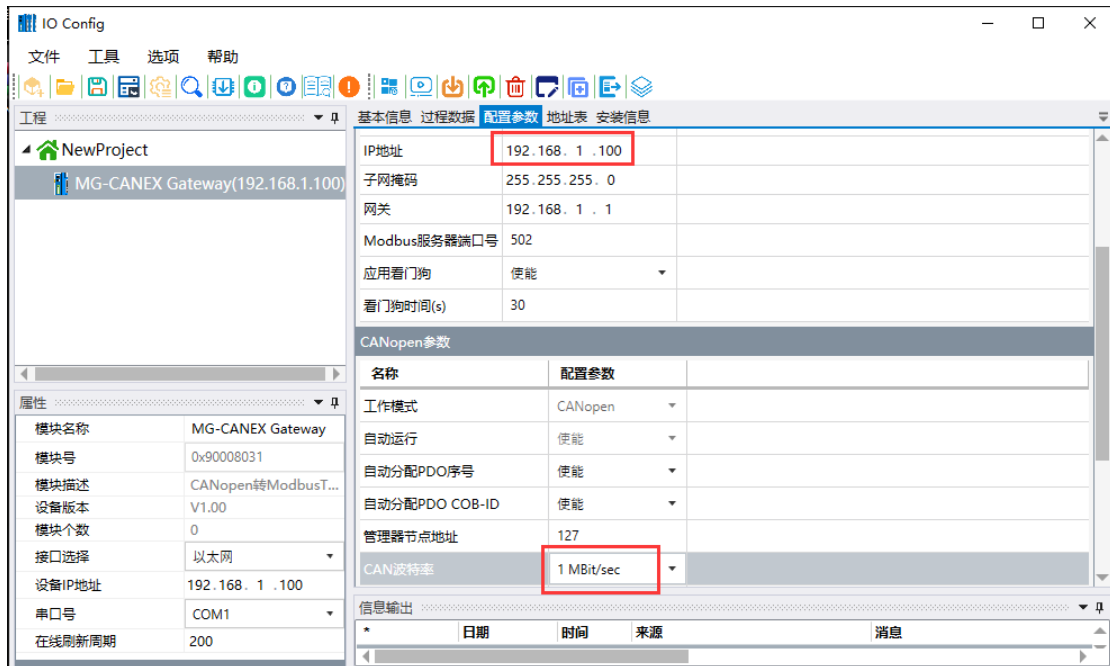 IO Config
文件 工具 选项 帮助
工程
NewProject
MG-CANEX Gateway(192.168.1.100)
属性
模块名称 MG-CANEX Gateway
模块号 0x90008031
模块描述 CANopen转ModbusT...
设备版本 V1.00
模块个数 0
接口选择 以太网
设备IP地址 192.168. 1 .100
串口号 COM1
在线刷新周期 200
基本信息 过程数据 配置参数 地址表 安装信息
IP地址 192.168. 1 .100
子网掩码 255.255.255. 0
网关 192.168. 1 . 1
Modbus服务器端口号 502
应用看门狗 使能
看门狗时间(s) 30
CANopen参数
名称 配置参数
工作模式 CANopen
自动运行 使能
自动分配PDO序号 使能
自动分配PDO COB-ID 使能
管理器节点地址 127
CAN波特率 1 MBit/sec
信息输出
* 日期 时间 来源 消息